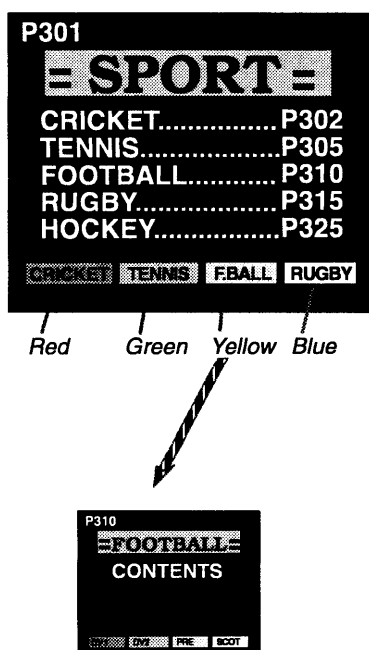 P301
= SPORT =
CRICKET................P302
TENNIS....................P305
FOOTBALL.............P310
RUGBY...................P315
HOCKEY.................P325
CRICKET TENNIS F.BALL RUGBY
Red Green Yellow Blue
P310
=FOOTBALL=
CONTENTS
PRE SCOT